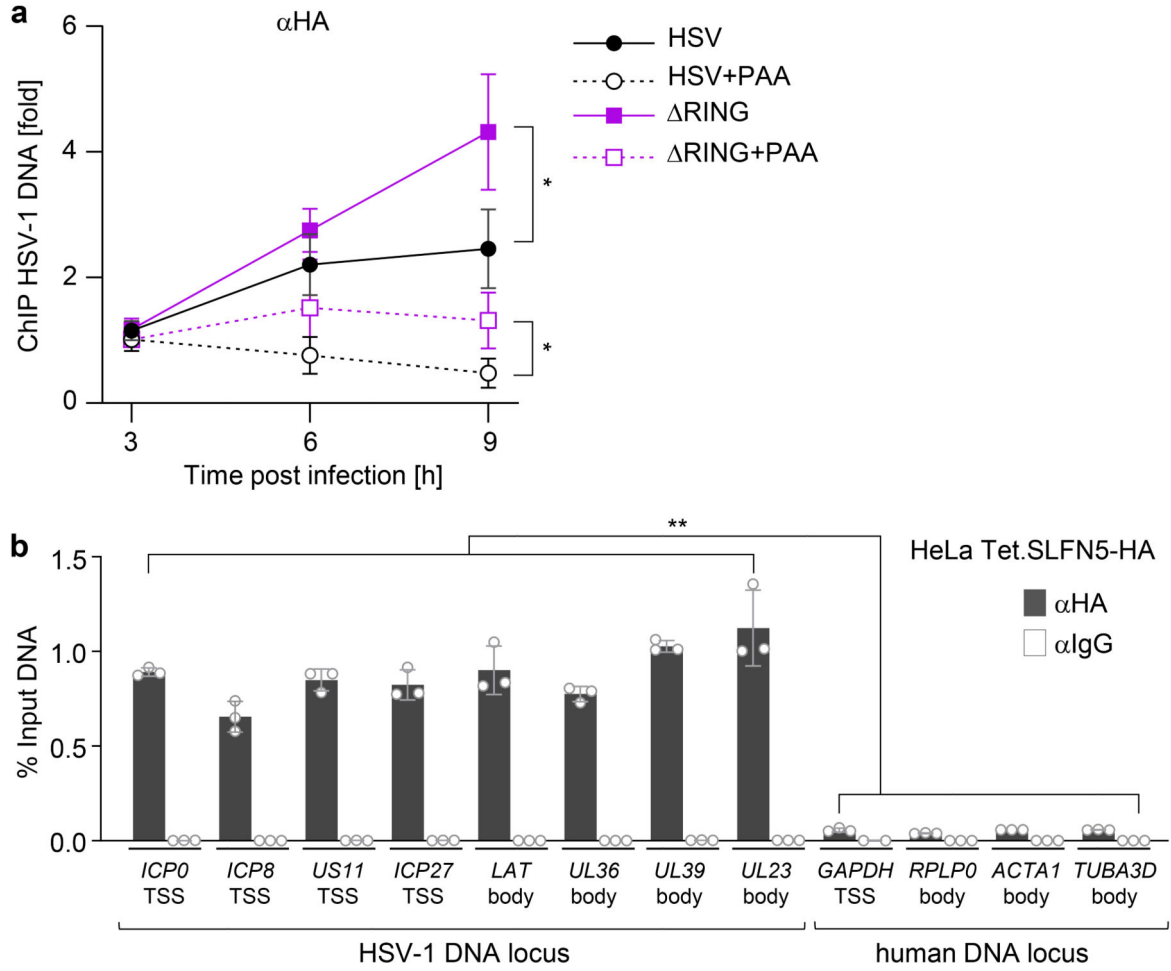 a
αHA
ChIP HSV-1 DNA [fold]
6
4
2
0
3 6 9
Time post infection [h]
HSV
HSV+PAA
ΔRING
ΔRING+PAA
*
*
b
**
HeLa Tet.SLFN5-HA
αHA
αIgG
% Input DNA
1.5
1.0
0.5
0.0
ICP0 ICP8 US11 ICP27 LAT UL36 UL39 UL23 GAPDH RPLP0 ACTA1 TUBA3D
TSS TSS TSS TSS body body body body TSS body body body
HSV-1 DNA locus human DNA locus